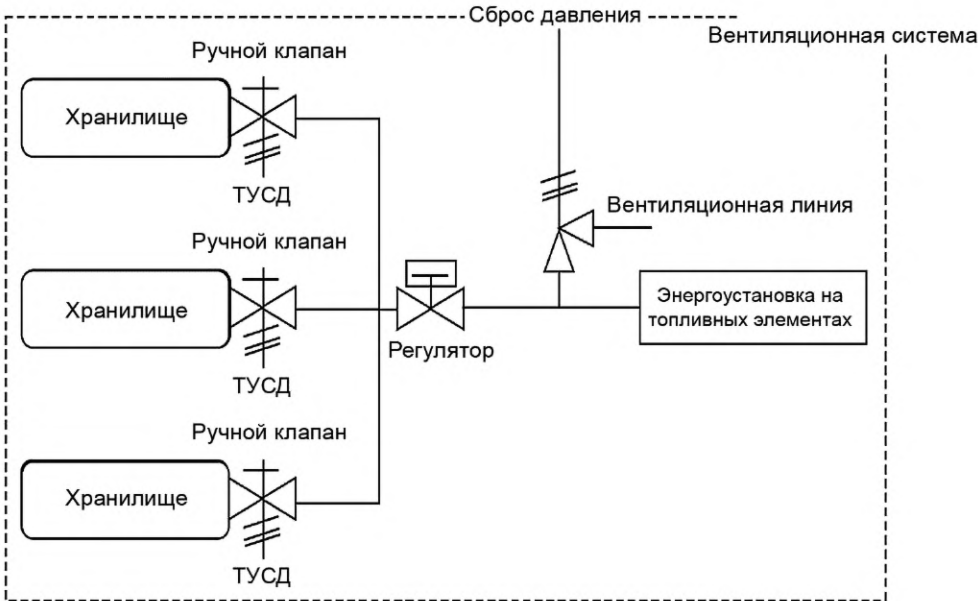 Сброс давления
Вентиляционная система
Ручной клапан
Хранилище
ТУСД
Вентиляционная линия
Ручной клапан
Хранилище
ТУСД
Регулятор
Энергоустановка на
топливных элементах
Ручной клапан
Хранилище
ТУСД